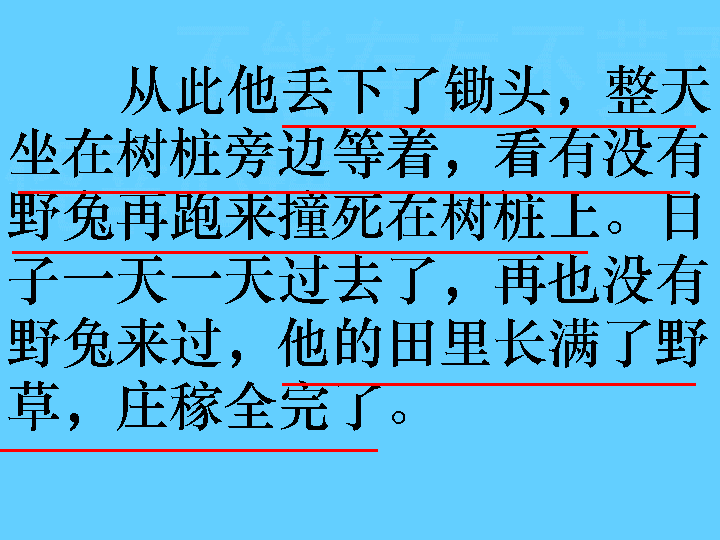 从此他丢下了锄头，整天
坐在树桩旁边等着，看有没有
野兔再跑来撞死在树桩上。日
子一天一天过去了，再也没有
野兔来过，他的田里长满了野
草，庄稼全完了。